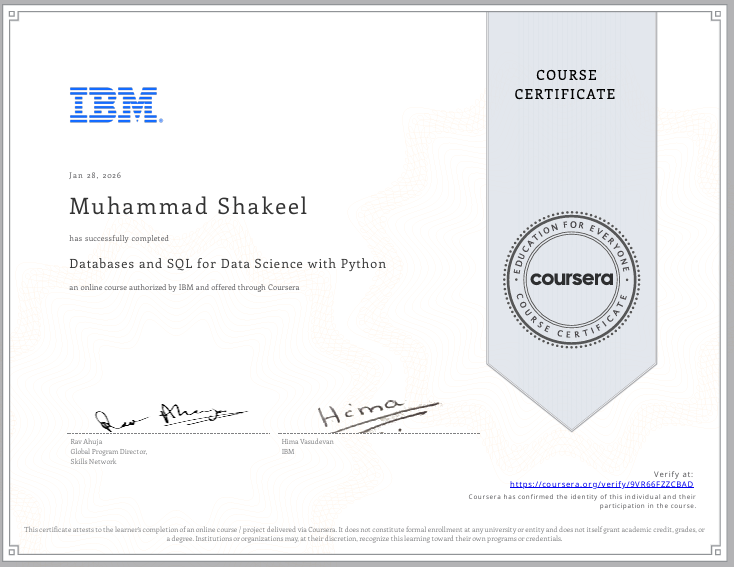 COURSE
CERTIFICATE
IBM
Jan 28, 2026
Muhammad Shakeel
has successfully completed
Databases and SQL for Data Science with Python
an online course authorized by IBM and offered through Coursera
EDUCATION FOR EVERYONE
coursera
COURSE CERTIFICATE
Hima
Rav Ahuja
Global Program Director,
Skills Network
Hima Vasudevan
IBM
Verify at:
https://coursera.org/verify/9VR66FZZCBAD
Coursera has confirmed the identity of this individual and their
participation in the course.
This certificate attests to the learner's completion of an online course / project delivered via Coursera. It does not constitute formal enrollment at any university or entity and does not itself grant academic credit, grades, or
a degree. Institutions or organizations may, at their discretion, recognize this learning toward their own programs or credentials.